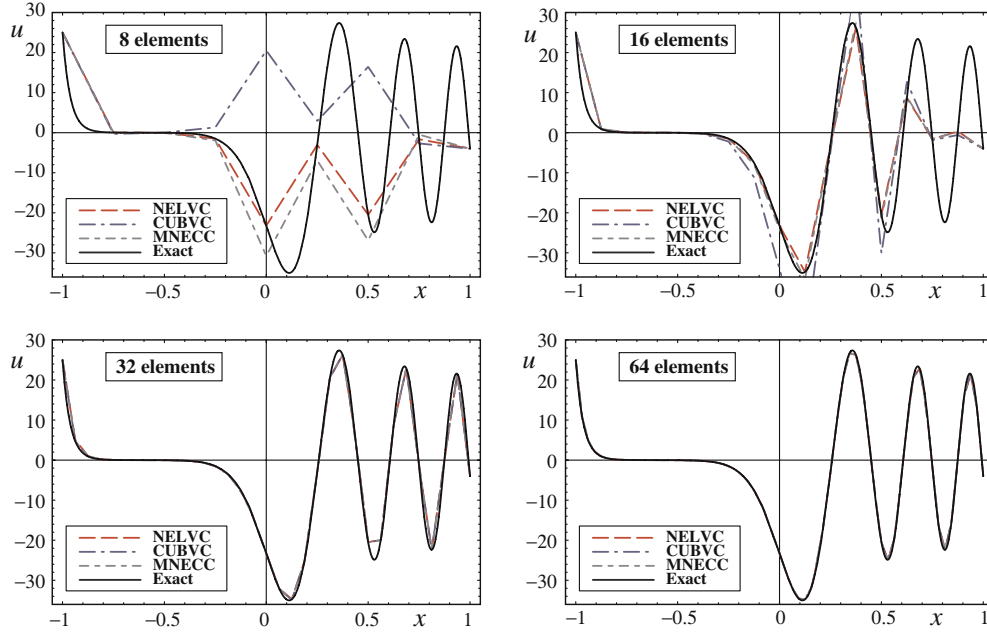 u
30
20
10
0
−10
−20
−30
8 elements
NELVC
CUBVC
MNECC
Exact
−1
−0.5
0
0.5
x
1
u
30
20
10
0
−10
−20
−30
16 elements
NELVC
CUBVC
MNECC
Exact
−1
−0.5
0
0.5
x
1
u
30
20
10
0
−10
−20
−30
32 elements
NELVC
CUBVC
MNECC
Exact
−1
−0.5
0
0.5
x
1
u
30
20
10
0
−10
−20
−30
64 elements
NELVC
CUBVC
MNECC
Exact
−1
−0.5
0
0.5
x
1